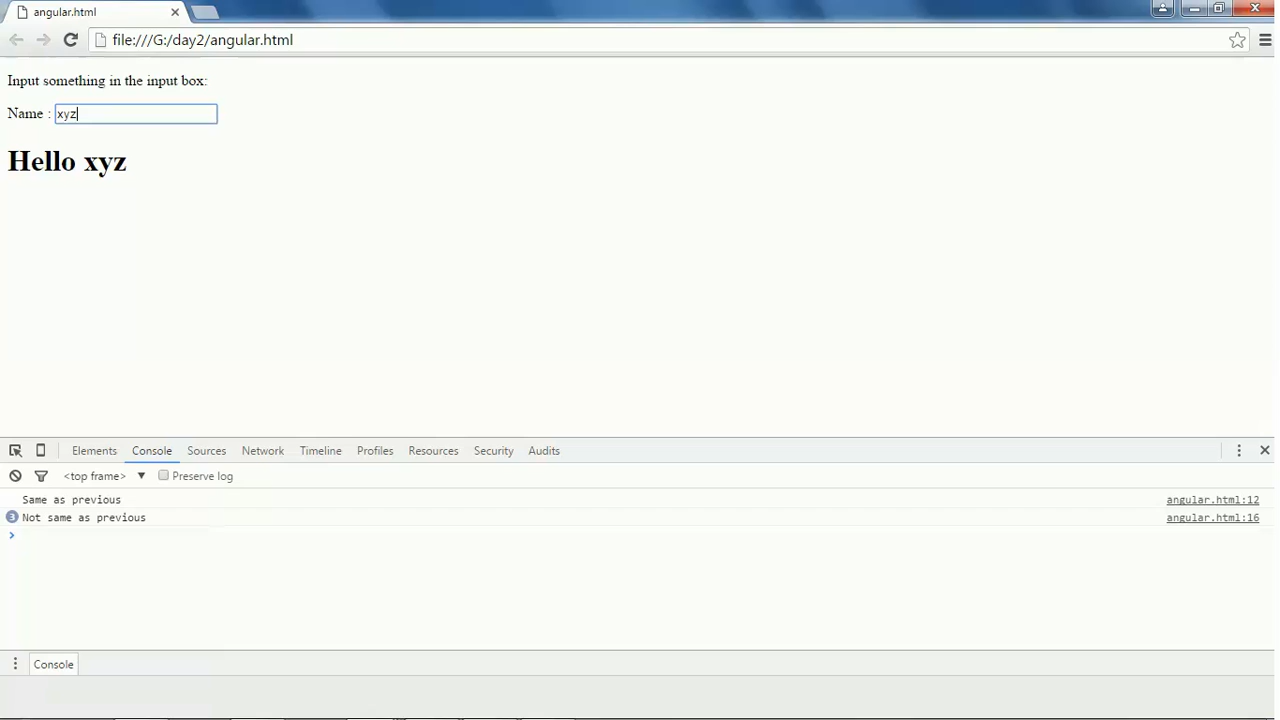 angular.html
file:///G:/day2/angular.html
Input something in the input box:
Name : xyz
Hello xyz
Elements Console Sources Network Timeline Profiles Resources Security Audits
<top frame> Preserve log
Same as previous angular.html:12
3 Not same as previous angular.html:16
Console